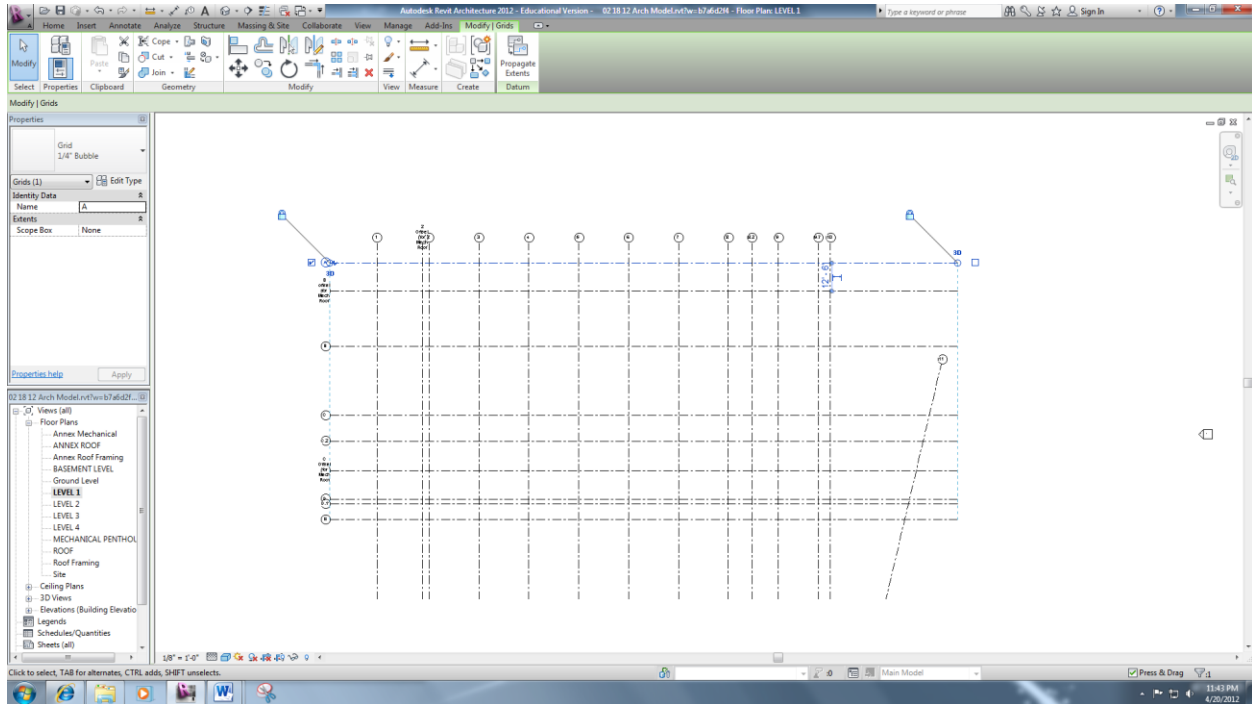 Autodesk Revit Architecture 2012 - Educational Version - 02 18 12 Arch Model.rvt?w=b7a6d2f4 - Floor Plan: LEVEL 1
Type a keyword or phrase
Sign In
Home Insert Annotate Analyze Structure Massing & Site Collaborate View Manage Add-Ins Modify | Grids
Modify
Paste
Cope
Cut
Join
Propagate
Extents
Select Properties Clipboard Geometry Modify View Measure Create Datum
Modify | Grids
Properties
Grid
1/4" Bubble
Grids (1) Edit Type
Identity Data
Name A
Extents
Scope Box None
Properties help Apply
02 18 12 Arch Model.rvt?w=b7a6d2f...
Views (all)
Floor Plans
Annex Mechanical
ANNEX ROOF
Annex Roof Framing
BASEMENT LEVEL
Ground Level
LEVEL 1
LEVEL 2
LEVEL 3
LEVEL 4
MECHANICAL PENTHOU
ROOF
Roof Framing
Site
Ceiling Plans
3D Views
Elevations (Building Elevatio
Legends
Schedules/Quantities
Sheets (all)
3D
3D
12' - 6"
1/8" = 1'-0"
Click to select, TAB for alternates, CTRL adds, SHIFT unselects.
:0
Main Model
Press & Drag
:1
11:43 PM
4/20/2012